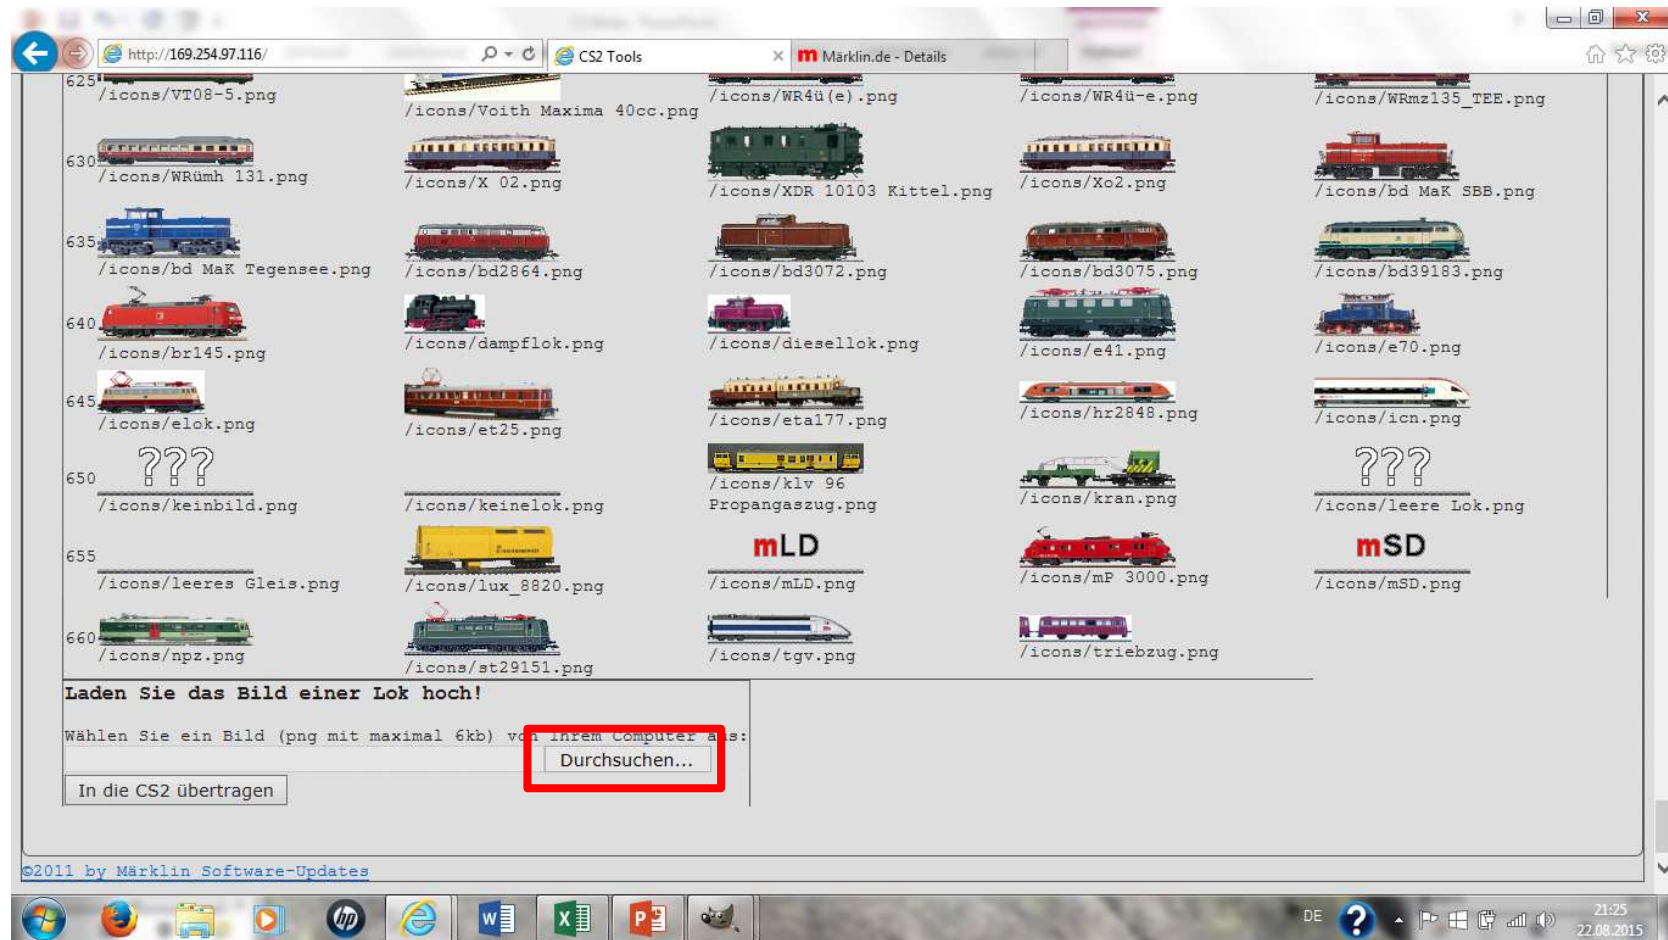 http://169.254.97.116/
CS2 Tools
Märklin.de - Details
625
/icons/VT08-5.png
/icons/Voith Maxima 40cc.png
/icons/WR4ü(e).png
/icons/WR4ü-e.png
/icons/WRmz135_TEE.png
630
/icons/WRümh 131.png
/icons/X 02.png
/icons/XDR 10103 Kittel.png
/icons/Xo2.png
/icons/bd MaK SBB.png
635
/icons/bd MaK Tegensee.png
/icons/bd2864.png
/icons/bd3072.png
/icons/bd3075.png
/icons/bd39183.png
640
/icons/br145.png
/icons/dampflok.png
/icons/diesellok.png
/icons/e41.png
/icons/e70.png
645
/icons/elok.png
/icons/et25.png
/icons/eta177.png
/icons/hr2848.png
/icons/icn.png
650
???
/icons/keinbild.png
/icons/keinelok.png
/icons/klv 96
Propangaszug.png
/icons/kran.png
???
/icons/leere Lok.png
655
/icons/leeres Gleis.png
/icons/lux_8820.png
mLD
/icons/mLD.png
/icons/mP 3000.png
mSD
/icons/mSD.png
660
/icons/npz.png
/icons/st29151.png
/icons/tgv.png
/icons/triebzug.png
Laden Sie das Bild einer Lok hoch!
Wählen Sie ein Bild (png mit maximal 6kb) von Ihrem Computer aus:
Durchsuchen...
In die CS2 übertragen
©2011 by Märklin Software-Updates
DE
21:25
22.08.2015